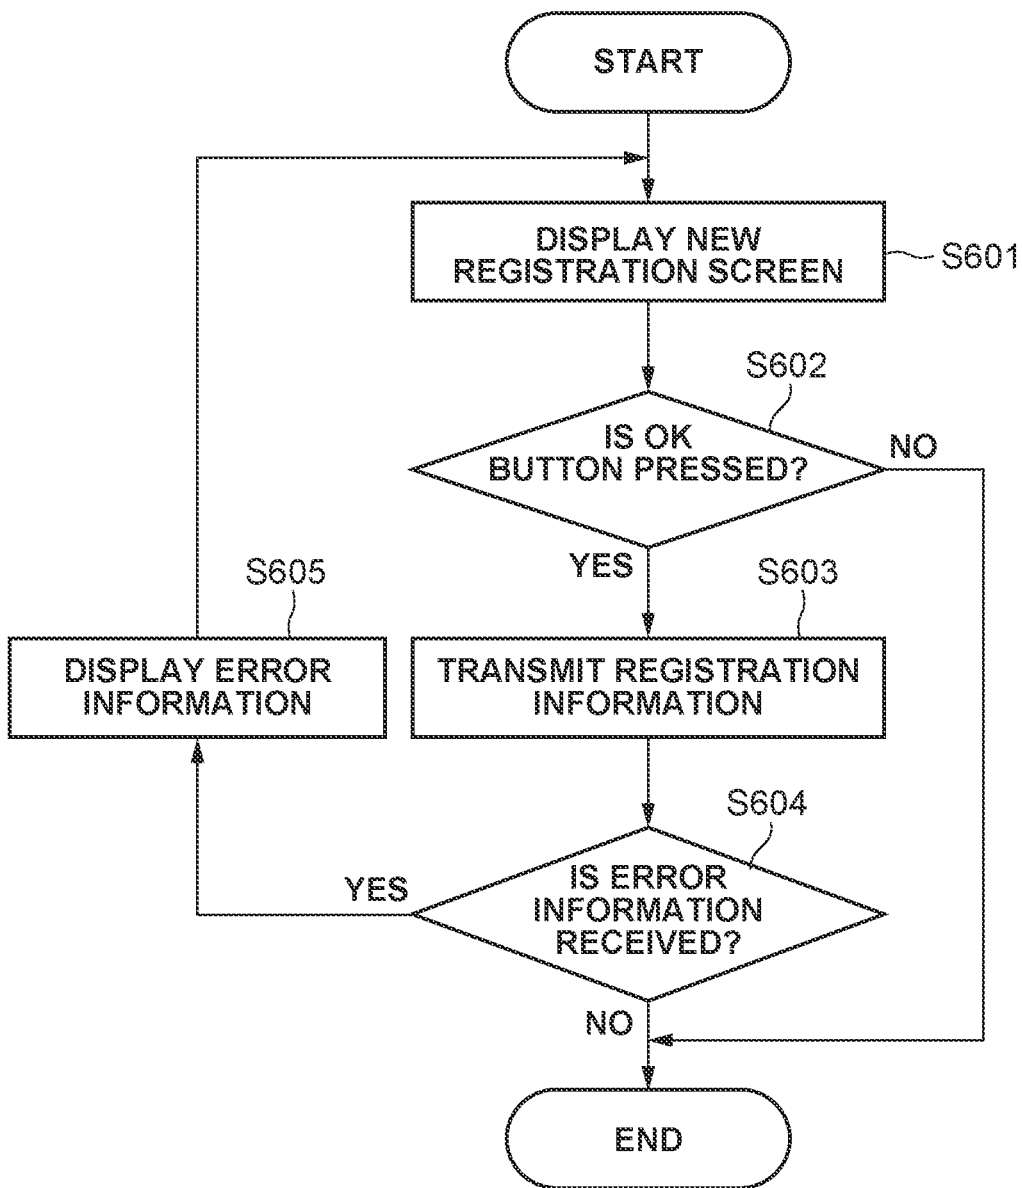 START
DISPLAY NEW
REGISTRATION SCREEN
S601
S602
IS OK
BUTTON PRESSED?
NO
YES
S605
S603
DISPLAY ERROR
INFORMATION
TRANSMIT REGISTRATION
INFORMATION
S604
YES
IS ERROR
INFORMATION
RECEIVED?
NO
END